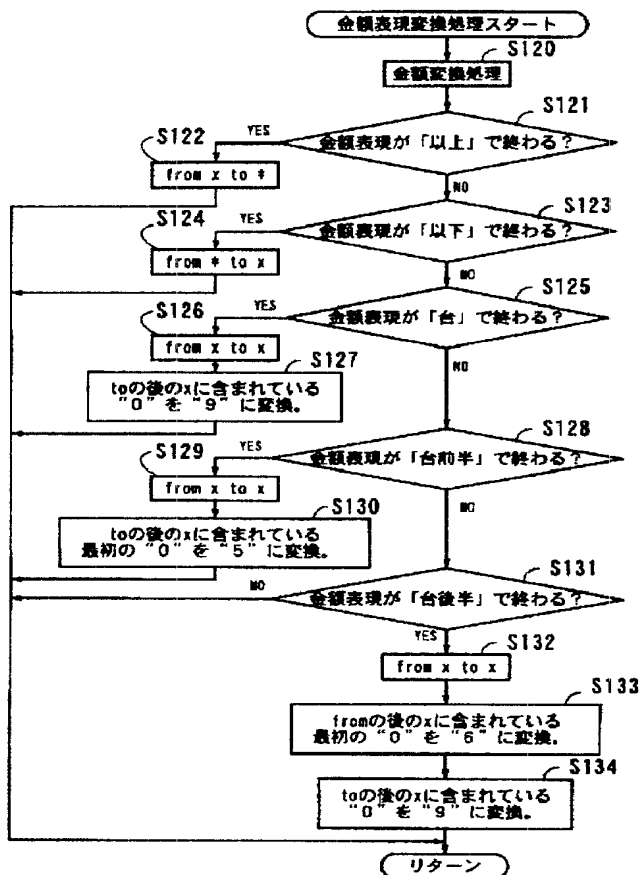 金額表現変換処理スタート
S120
金額変換処理
S121
金額表現が「以上」で終わる？
YES
S122
from x to *
NO
S123
金額表現が「以下」で終わる？
YES
S124
from * to x
NO
S125
金額表現が「台」で終わる？
YES
S126
from x to x
S127
toの後のxに含まれている
"0"を"9"に変換。
NO
S128
金額表現が「台前半」で終わる？
YES
S129
from x to x
S130
toの後のxに含まれている
最初の"0"を"5"に変換。
NO
S131
金額表現が「台後半」で終わる？
NO
YES
S132
from x to x
S133
fromの後のxに含まれている
最初の"0"を"6"に変換。
S134
toの後のxに含まれている
"0"を"9"に変換。
リターン